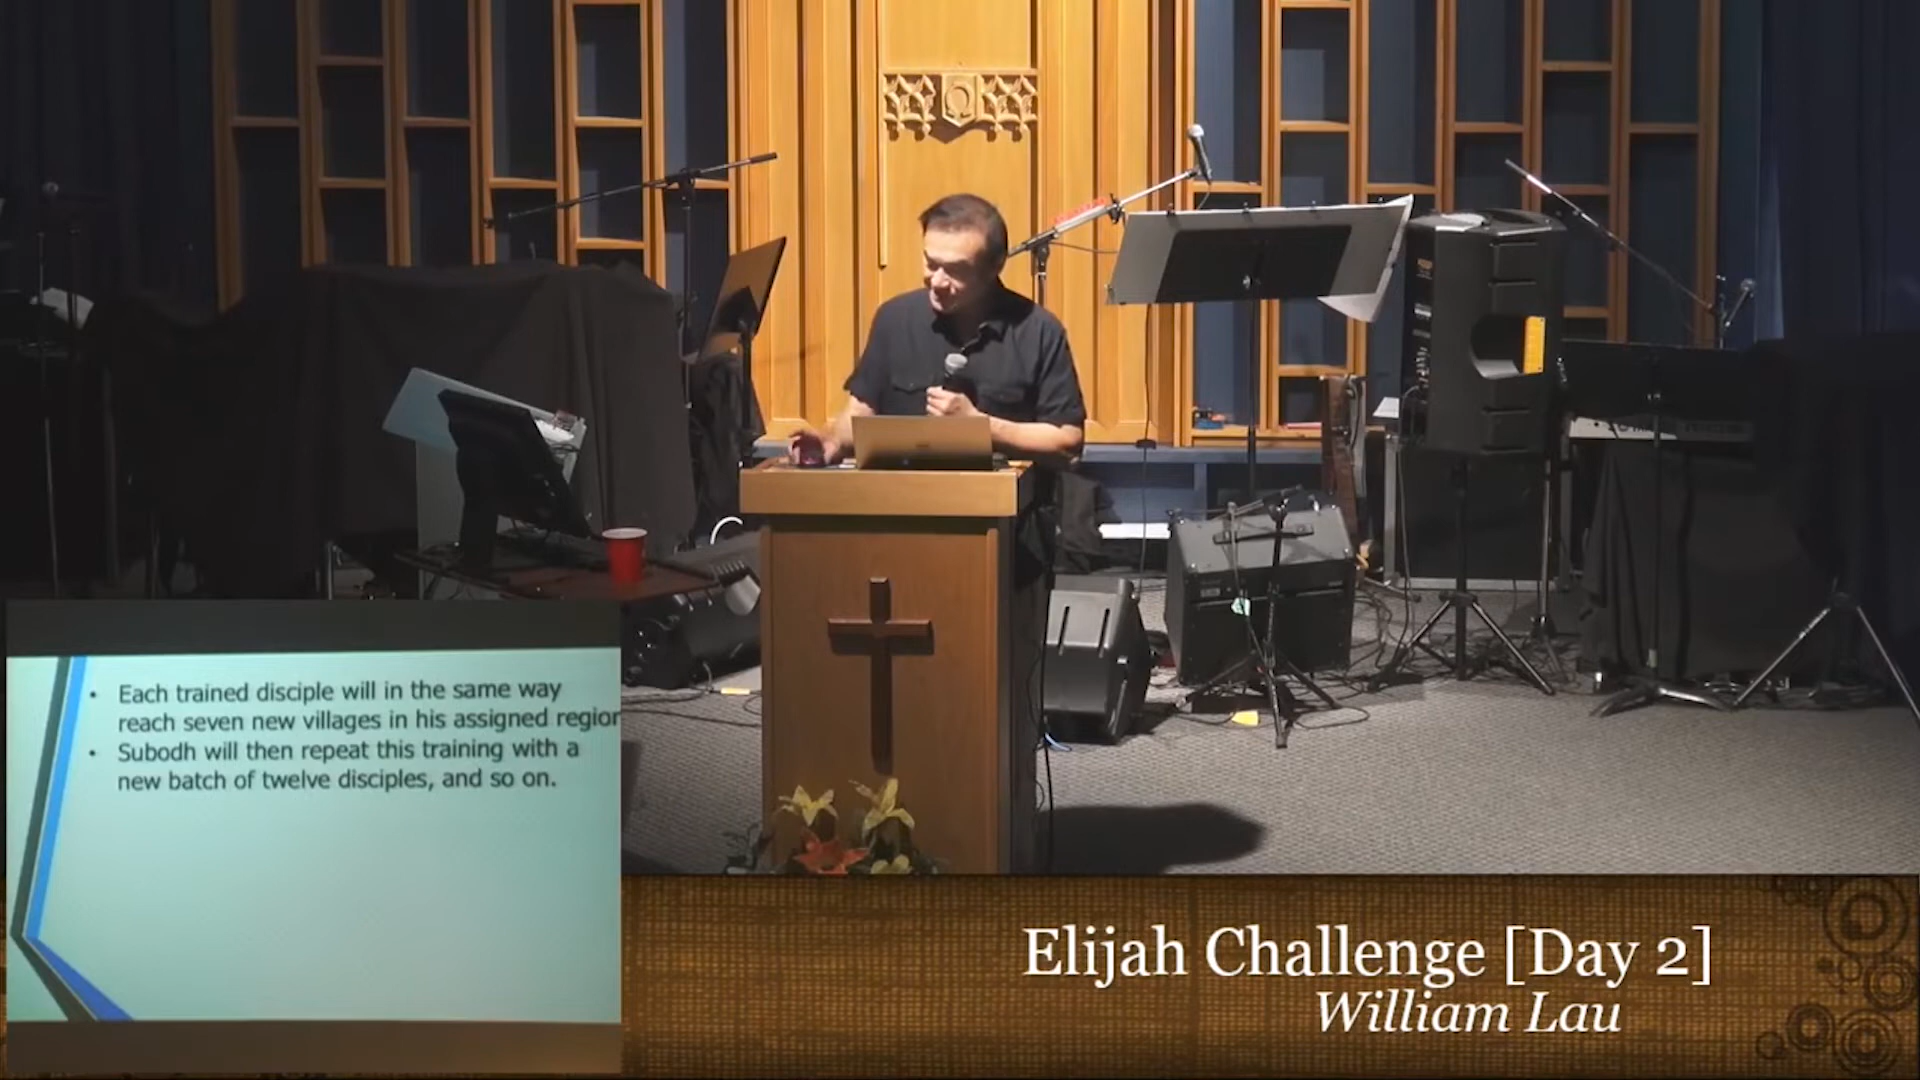 • Each trained disciple will in the same way
reach seven new villages in his assigned region
• Subodh will then repeat this training with a
new batch of twelve disciples, and so on.
Elijah Challenge [Day 2]
William Lau